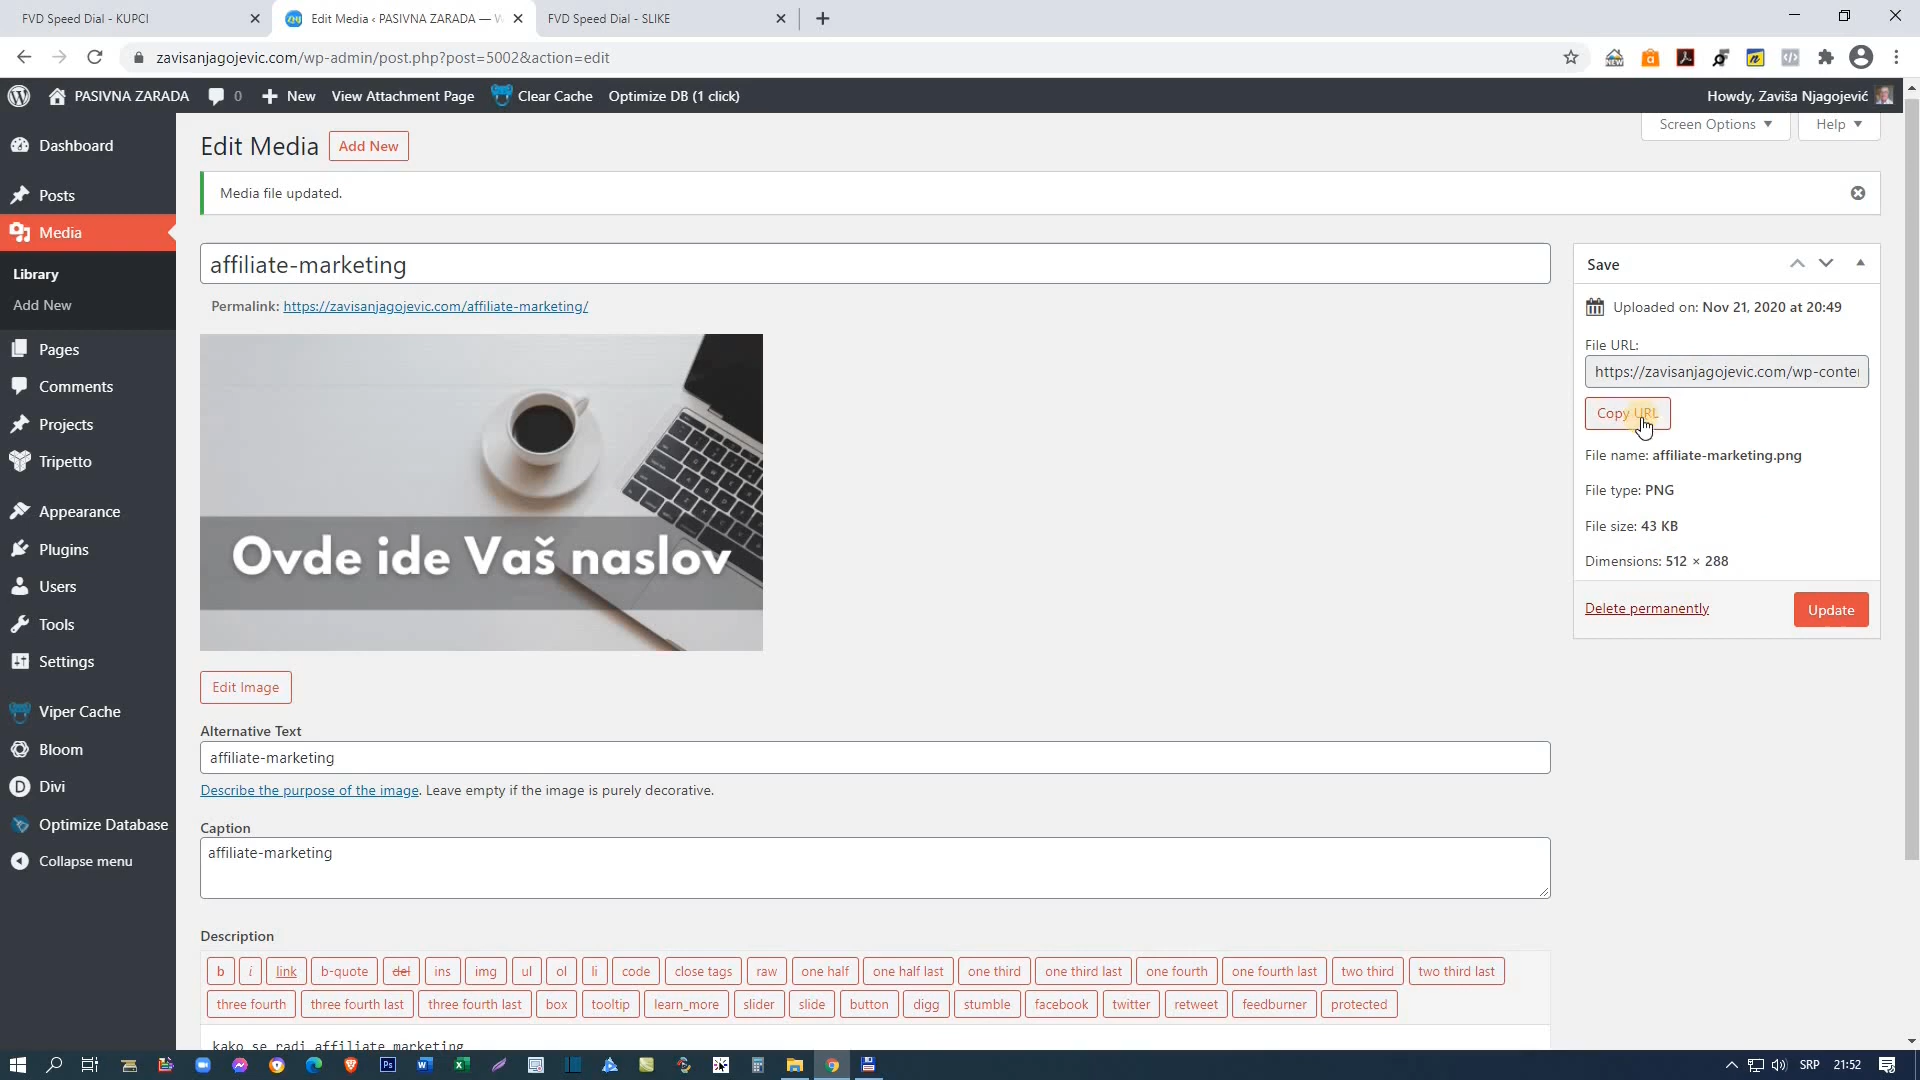 FVD Speed Dial - KUPCI
Edit Media ‹ PASIVNA ZARADA — W
FVD Speed Dial - SLIKE
zavisanjagojevic.com/wp-admin/post.php?post=5002&action=edit
PASIVNA ZARADA
0
New
View Attachment Page
Clear Cache
Optimize DB (1 click)
Howdy, Zaviša Njagojević
Screen Options
Help
Dashboard
Posts
Media
Library
Add New
Pages
Comments
Projects
Tripetto
Appearance
Plugins
Users
Tools
Settings
Viper Cache
Bloom
Divi
Optimize Database
Collapse menu
Edit Media
Add New
Media file updated.
affiliate-marketing
Permalink: https://zavisanjagojevic.com/affiliate-marketing/
Ovde ide Vaš naslov
Edit Image
Alternative Text
affiliate-marketing
Describe the purpose of the image. Leave empty if the image is purely decorative.
Caption
affiliate-marketing
Description
b i link b-quote del ins img ul ol li code close tags raw one half one half last one third one third last one fourth one fourth last two third two third last
three fourth three fourth last three fourth last box tooltip learn_more slider slide button digg stumble facebook twitter retweet feedburner protected
kako se radi affiliate marketing
Save
Uploaded on: Nov 21, 2020 at 20:49
File URL:
https://zavisanjagojevic.com/wp-conter
Copy URL
File name: affiliate-marketing.png
File type: PNG
File size: 43 KB
Dimensions: 512 × 288
Delete permanently
Update
SRP
21:52